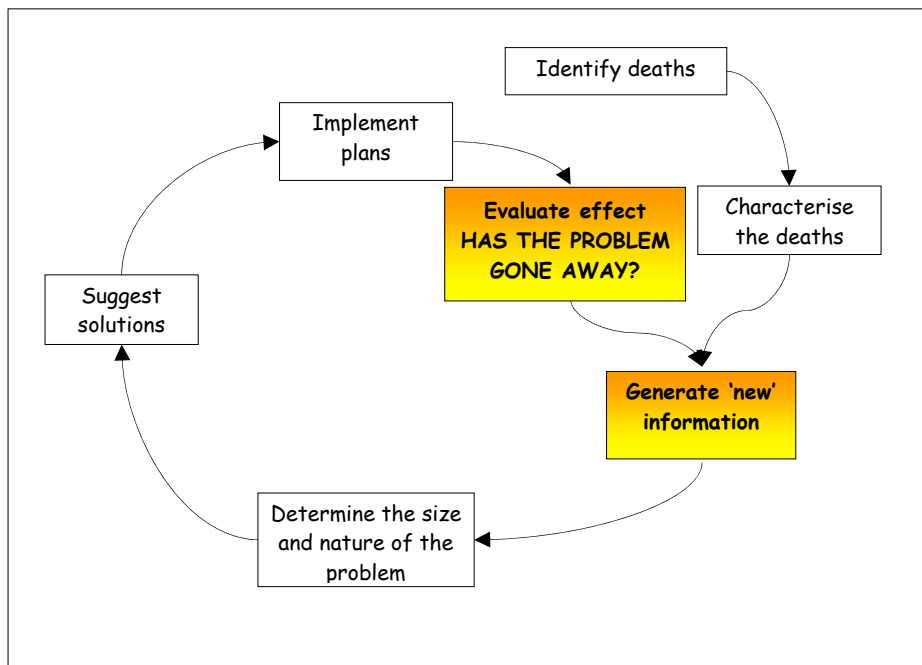 Identify deaths
Implement
plans
Evaluate effect
HAS THE PROBLEM
GONE AWAY?
Characterise
the deaths
Suggest
solutions
Generate ‘new’
information
Determine the size
and nature of the
problem